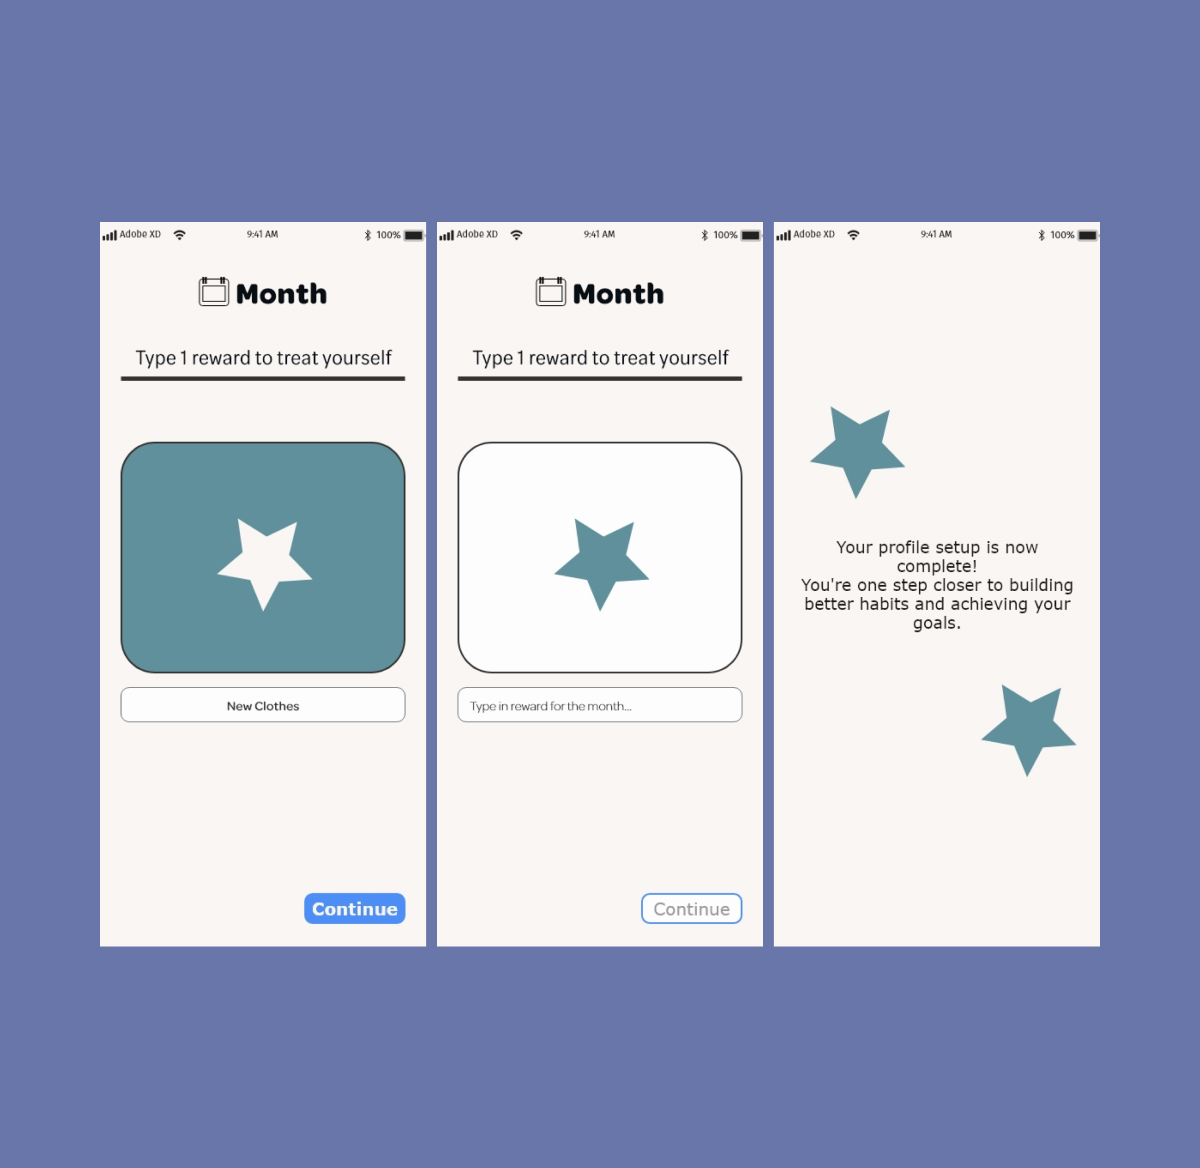 Adobe XD 9:41 AM 100%
Month
Type 1 reward to treat yourself
New Clothes
Continue
Adobe XD 9:41 AM 100%
Month
Type 1 reward to treat yourself
Type in reward for the month...
Continue
Adobe XD 9:41 AM 100%
Your profile setup is now
complete!
You're one step closer to building
better habits and achieving your
goals.